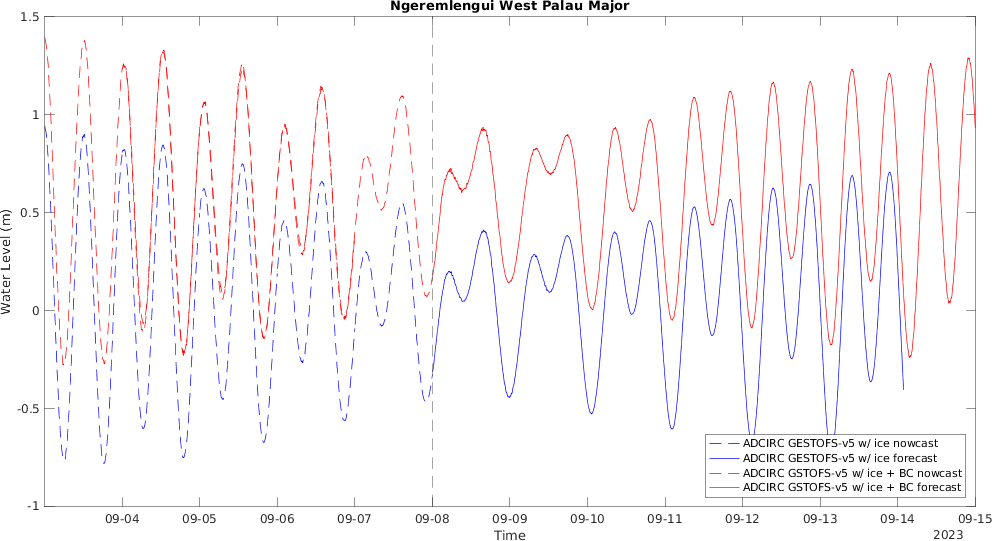 Ngeremlengui West Palau Major
1.5
1
0.5
0
-0.5
-1
Water Level (m)
09-04 09-05 09-06 09-07 09-08 09-09 09-10 09-11 09-12 09-13 09-14 09-15
Time
2023
ADCIRC GESTOFS-v5 w/ ice nowcast
ADCIRC GESTOFS-v5 w/ ice forecast
ADCIRC GSTOFS-v5 w/ ice + BC nowcast
ADCIRC GSTOFS-v5 w/ ice + BC forecast